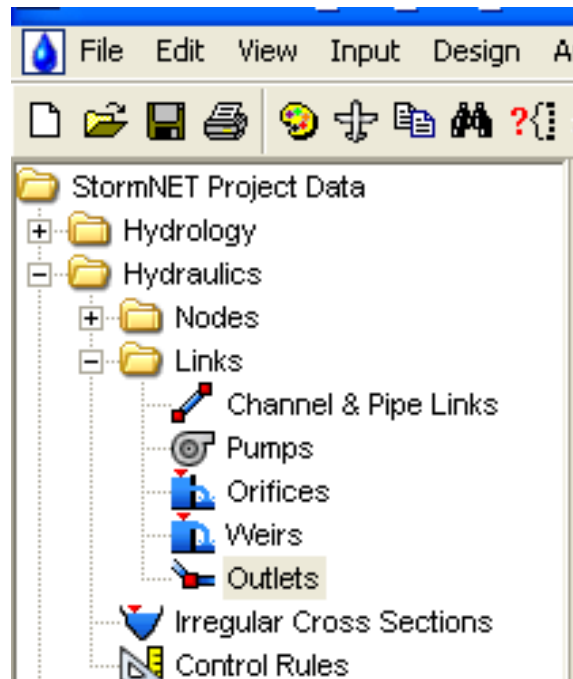 File Edit View Input Design A
StormNET Project Data
Hydrology
Hydraulics
Nodes
Links
Channel & Pipe Links
Pumps
Orifices
Weirs
Outlets
Irregular Cross Sections
Control Rules